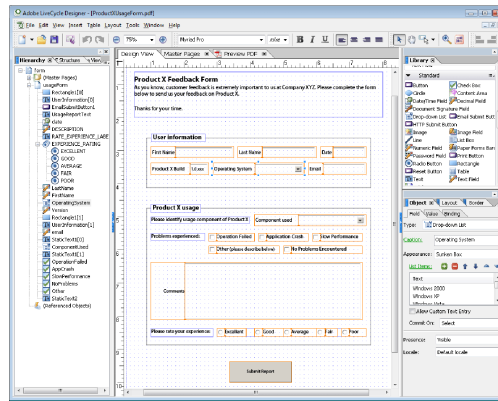 Adobe LiveCycle Designer - [ProductXUsageForm.pdf]
File Edit View Insert Table Layout Tools Window Help
75%
Myriad Pro
B I U
Hierarchy Structure View
Design View Master Pages Preview PDF
Library
form
(Master Pages)
usageForm
Rectangle1[0]
UserInformation[0]
EmailSubmitButton1
UsageReportText
date
DESCRIPTION
RATE_EXPERIENCE_LABE
EXPERIENCE_RATING
EXCELLENT
GOOD
AVERAGE
FAIR
POOR
LastName
FirstName
OperatingSystem
Version
Rectangle1[1]
UserInformation[1]
email
StaticText1[0]
ComponentUsed
StaticText1[1]
OperationFailed
AppCrash
SlowPerformance
NoProblems
Other
StaticText2
(Referenced Objects)
Product X Feedback Form
As you know, customer feedback is extremely important to us at Company XYZ. Please complete the form
below to send us your feedback on Product X.
Thanks for your time.
User information
First Name Last Name Date
Product X Build Operating System Email
Product X usage
Please identify usage component of Product X Component used
Problems experienced: Operation Failed Application Crash Slow Performance
Other (please describe below) No Problems Encountered
Comments
Please rate your experience: Excellent Good Average Fair Poor
Submit Report
Standard
Button Check Box
Circle Content Area
Date/Time Field Decimal Field
Document Signature Field
Drop-down List Email Submit Butt
HTTP Submit Button
Image Image Field
Line List Box
Numeric Field Paper Forms Barc
Password Field Print Button
Radio Button Rectangle
Reset Button Table
Text Text Field
Object Layout Border
Field Value Binding
Type: Drop-down List
Caption: Operating System
Appearance: Sunken Box
List Items:
Text
Windows 2000
Windows XP
Allow Custom Text Entry
Commit On: Select
Presence: Visible
Locale: Default locale